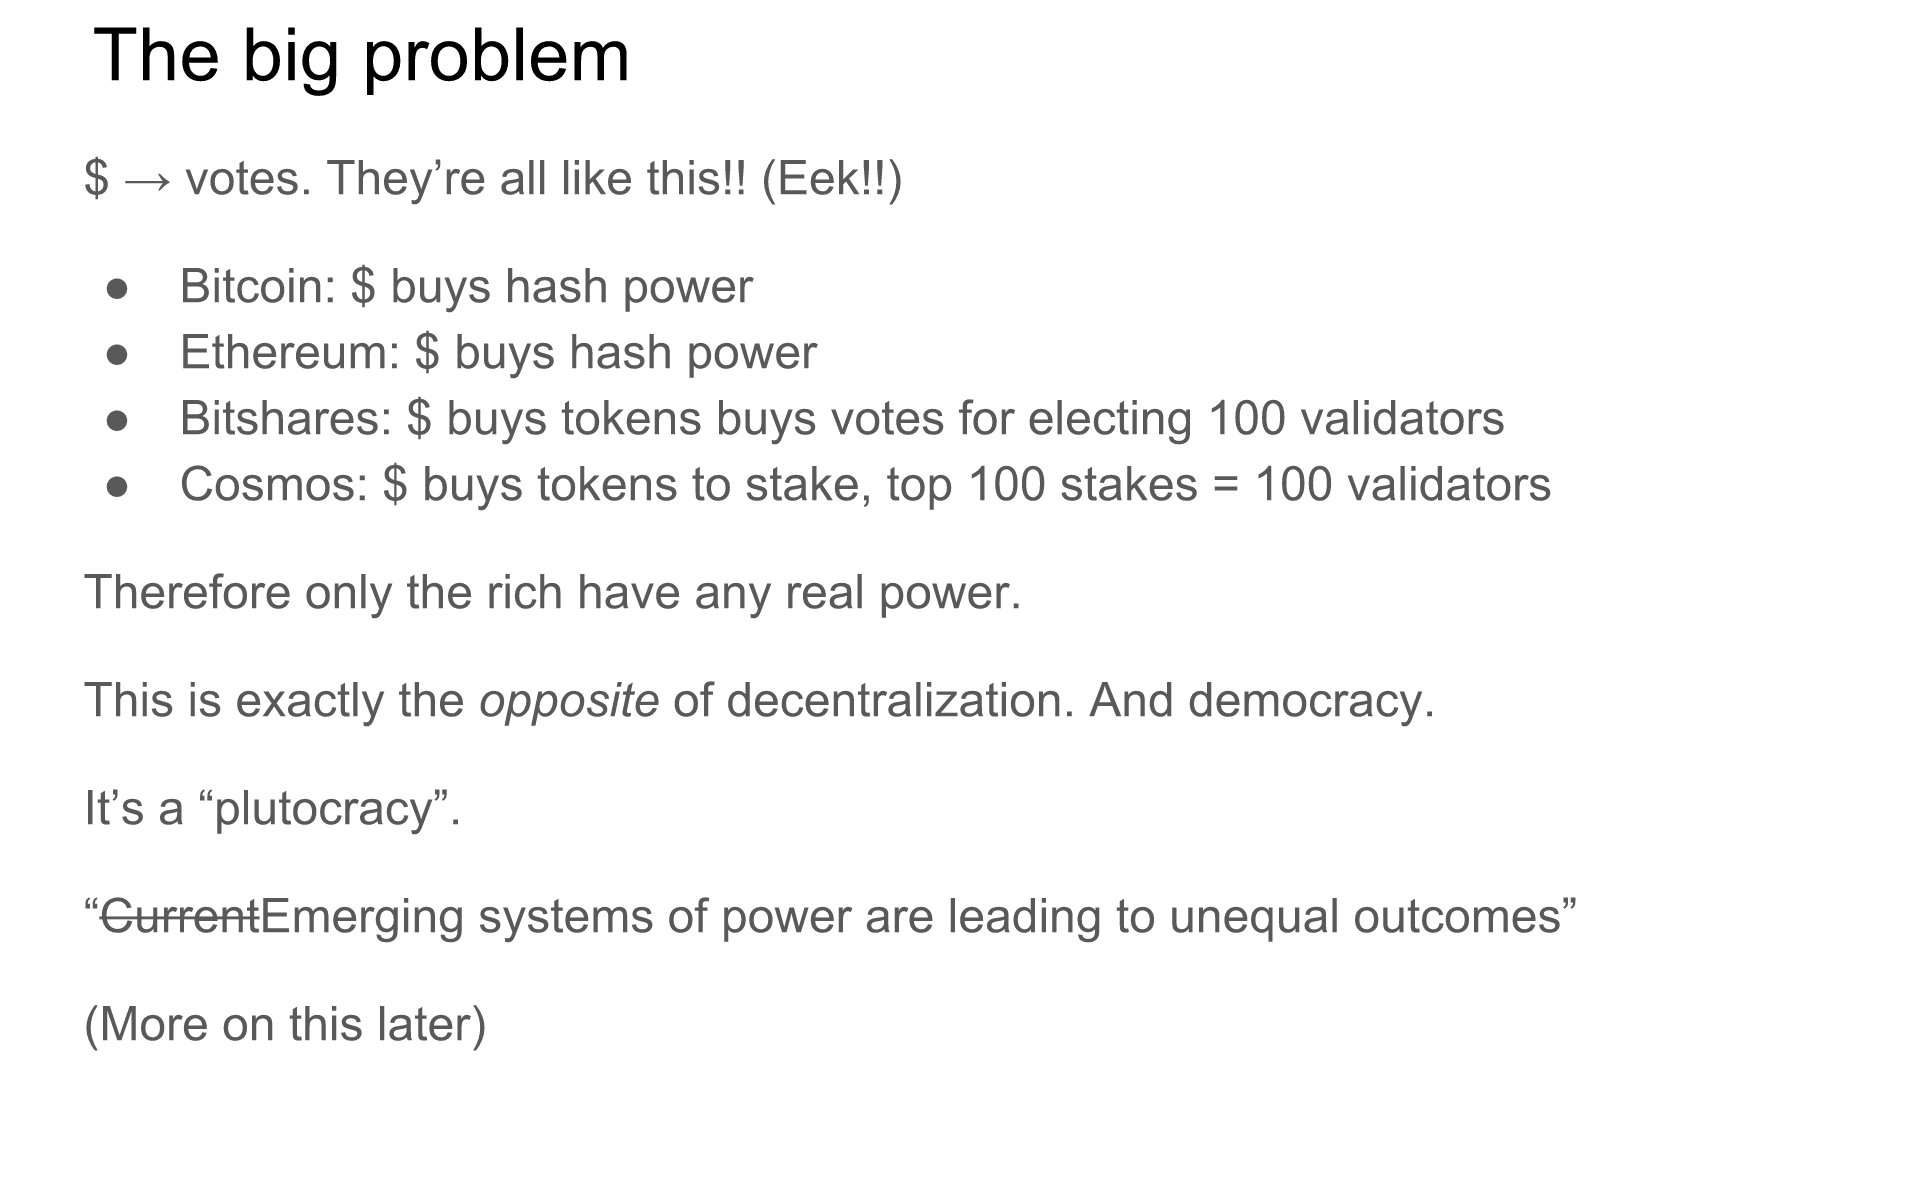 The big problem
$ → votes. They’re all like this!! (Eek!!)
● Bitcoin: $ buys hash power
● Ethereum: $ buys hash power
● Bitshares: $ buys tokens buys votes for electing 100 validators
● Cosmos: $ buys tokens to stake, top 100 stakes = 100 validators
Therefore only the rich have any real power.
This is exactly the opposite of decentralization. And democracy.
It’s a “plutocracy”.
“CurrentEmerging systems of power are leading to unequal outcomes”
(More on this later)